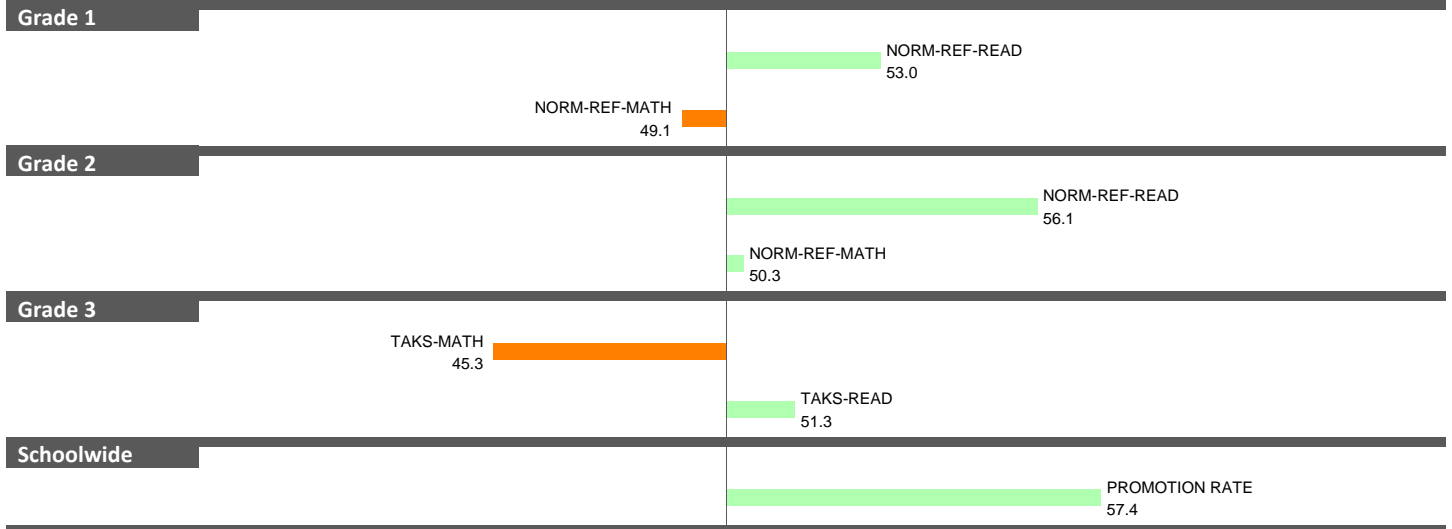 Grade 1
NORM-REF-READ
53.0
NORM-REF-MATH
49.1
Grade 2
NORM-REF-READ
56.1
NORM-REF-MATH
50.3
Grade 3
TAKS-MATH
45.3
TAKS-READ
51.3
Schoolwide
PROMOTION RATE
57.4